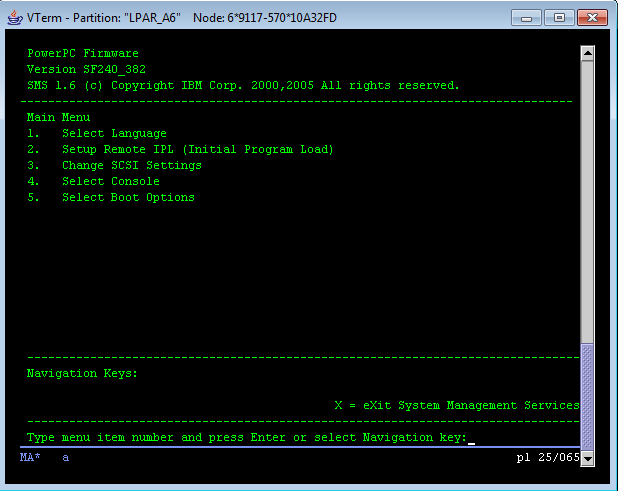 VTerm - Partition: "LPAR_A6"   Node: 6*9117-570*10A32FD
PowerPC Firmware
Version SF240_382
SMS 1.6 (c) Copyright IBM Corp. 2000,2005 All rights reserved.
Main Menu
1.   Select Language
2.   Setup Remote IPL (Initial Program Load)
3.   Change SCSI Settings
4.   Select Console
5.   Select Boot Options
Navigation Keys:
X = eXit System Management Services
Type menu item number and press Enter or select Navigation key:
MA*   a   pl 25/065